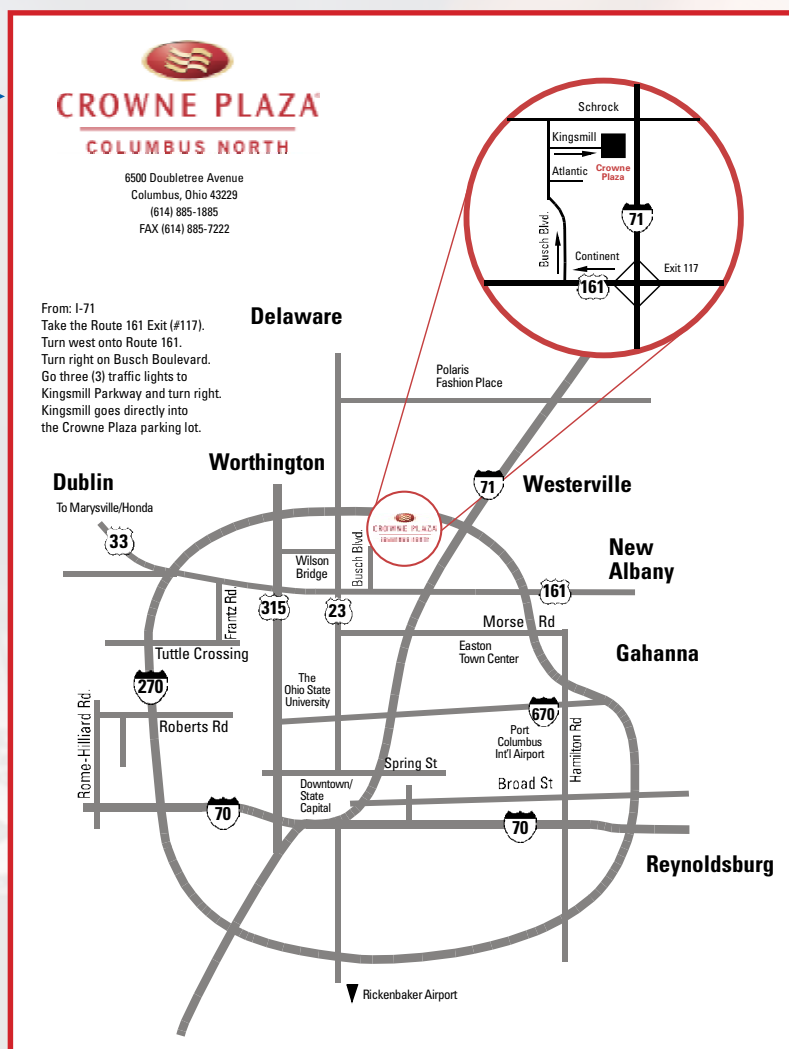 CROWNE PLAZA
COLUMBUS NORTH
6500 Doubletree Avenue
Columbus, Ohio 43229
(614) 885-1885
FAX (614) 885-7222
From: I-71
Take the Route 161 Exit (#117).
Turn west onto Route 161.
Turn right on Busch Boulevard.
Go three (3) traffic lights to
Kingsmill Parkway and turn right.
Kingsmill goes directly into
the Crowne Plaza parking lot.
Schrock
Kingsmill
Atlantic
Crowne
Plaza
71
Busch Blvd.
Continent
Exit 117
161
Delaware
Polaris
Fashion Place
Worthington
Dublin
To Marysville/Honda
71
Westerville
33
CROWNE PLAZA
COLUMBUS NORTH
Busch Blvd.
Wilson
Bridge
New
Albany
161
Frantz Rd.
315
23
Morse Rd
Tuttle Crossing
Easton
Town Center
Gahanna
270
The
Ohio State
University
Rome-Hilliard Rd.
Roberts Rd
670
Port
Columbus
Int'l Airport
Hamilton Rd
Spring St
Downtown/
State
Capital
Broad St
70
70
Reynoldsburg
Rickenbaker Airport